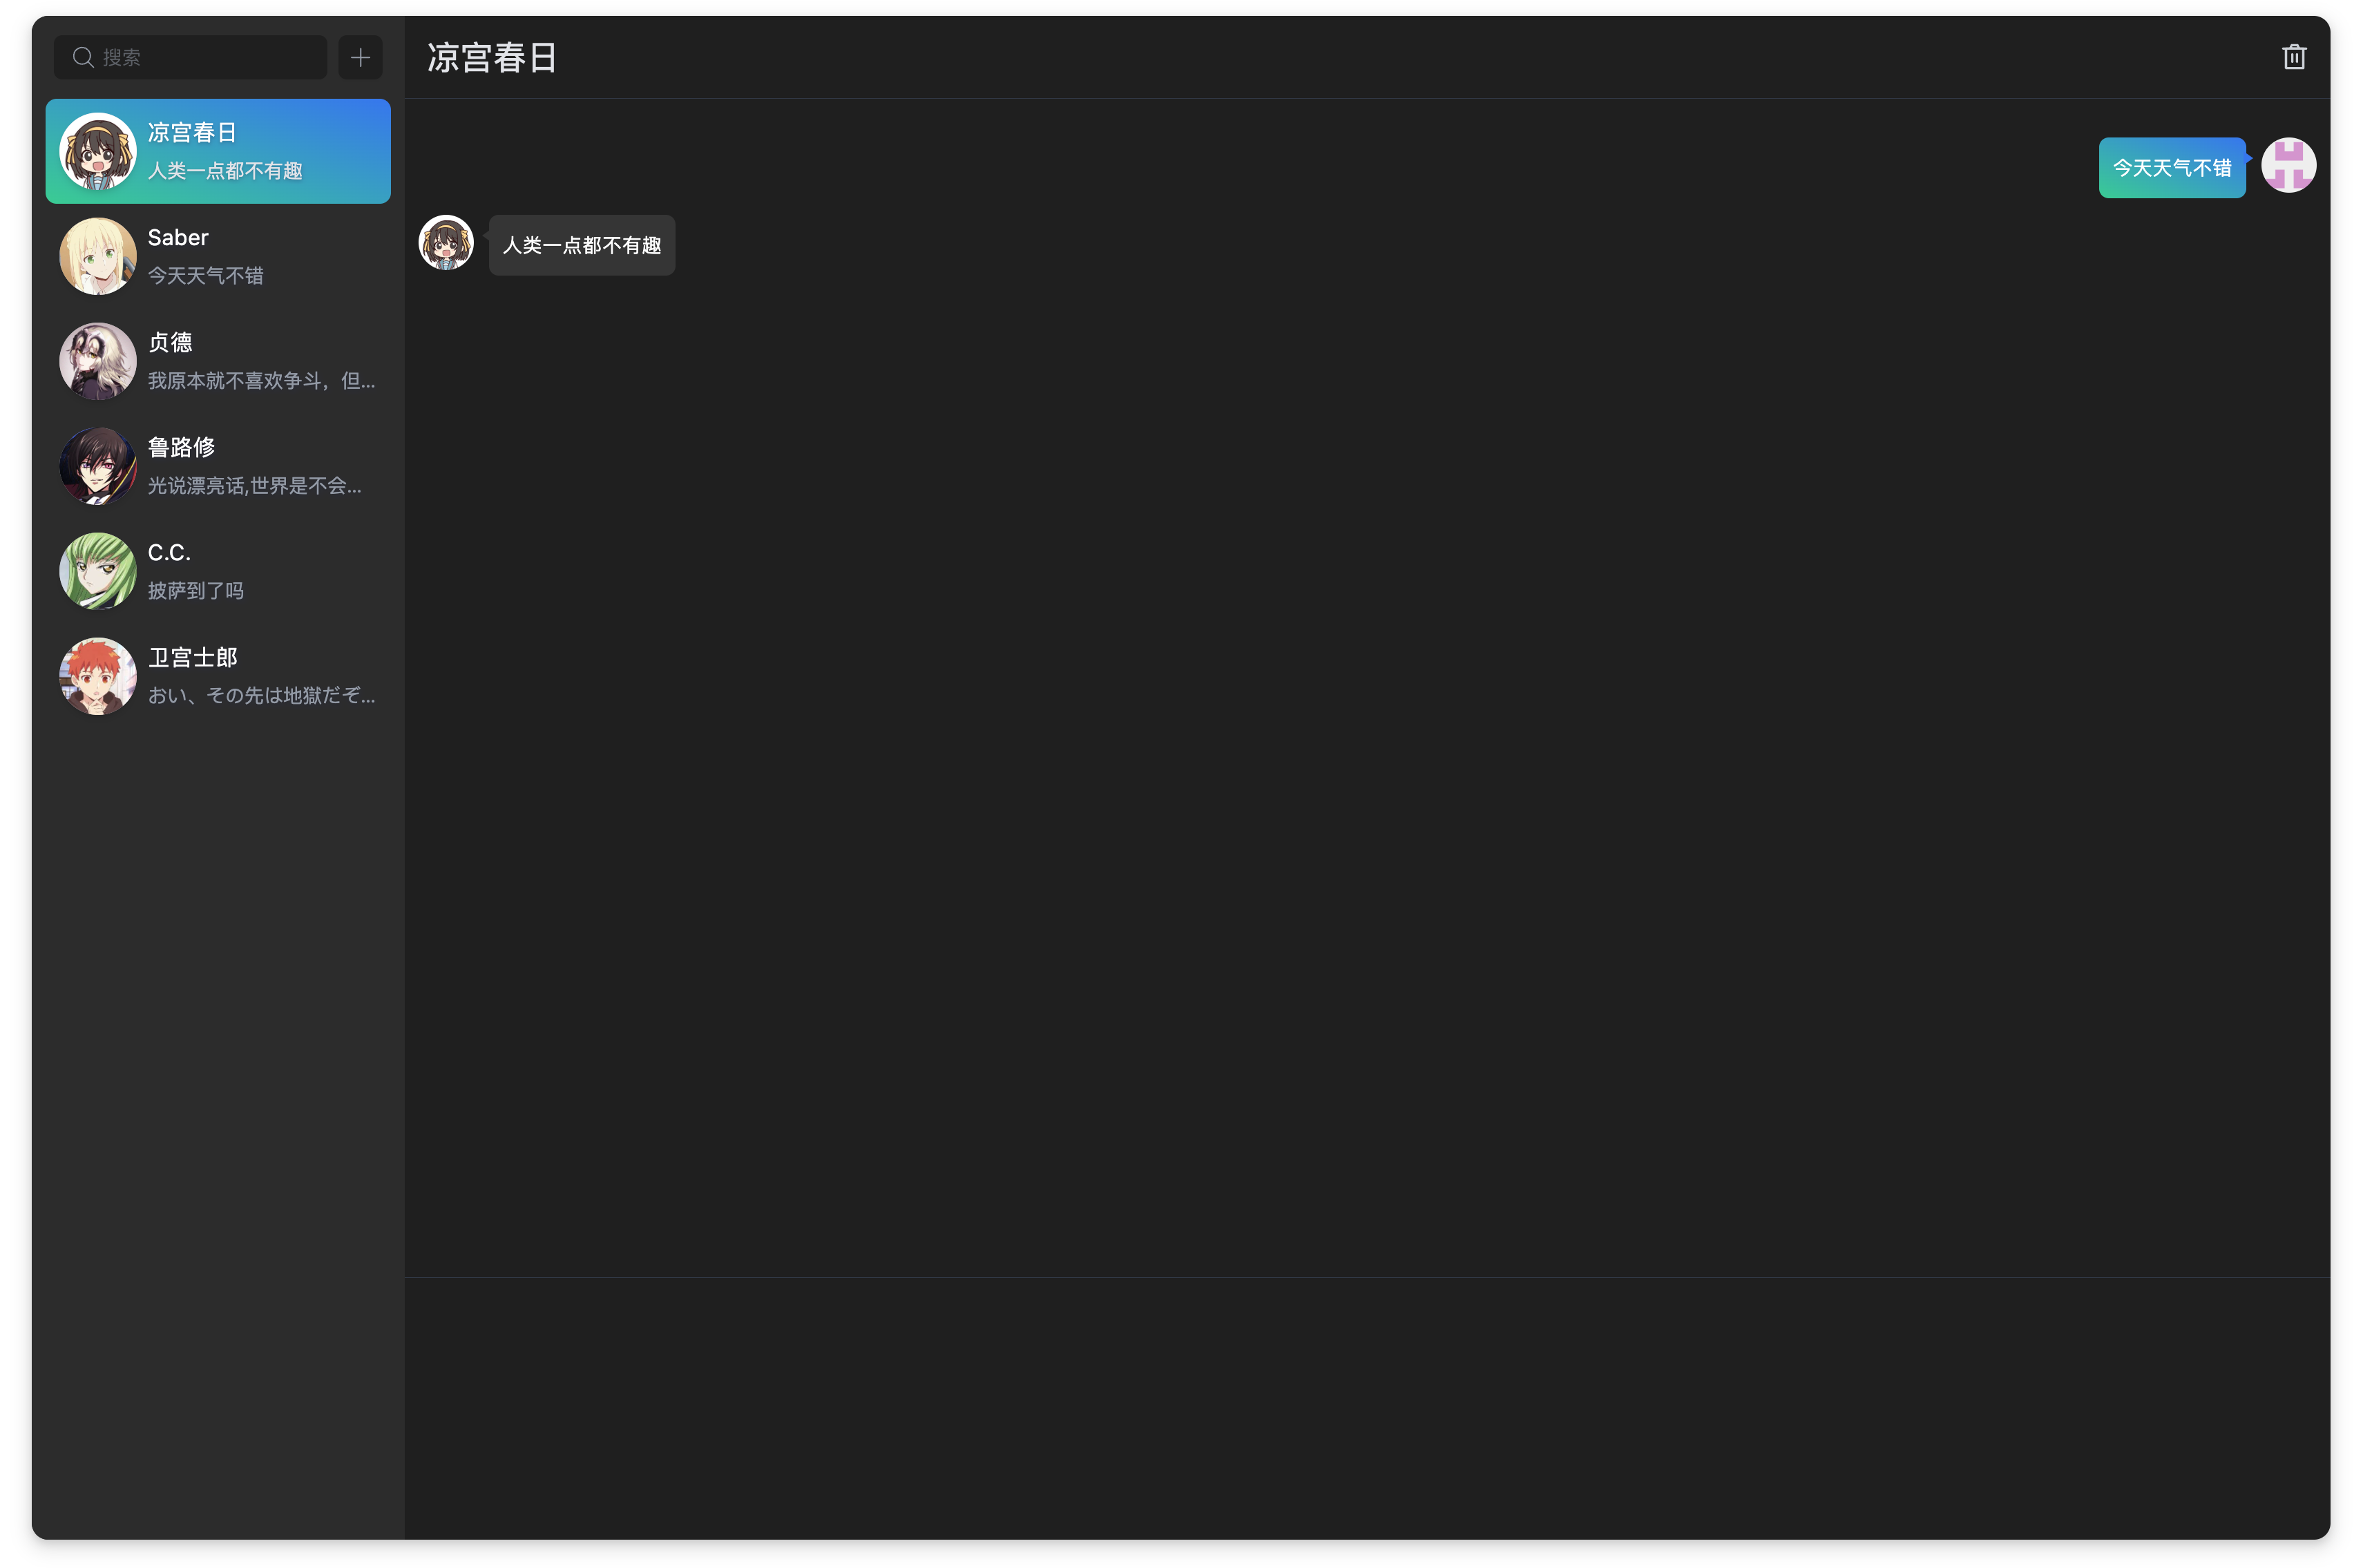 搜索
凉宫春日
人类一点都不有趣
Saber
今天天气不错
贞德
我原本就不喜欢争斗，但...
鲁路修
光说漂亮话,世界是不会...
C.C.
披萨到了吗
卫宫士郎
おい、その先は地獄だぞ...
凉宫春日
今天天气不错
人类一点都不有趣